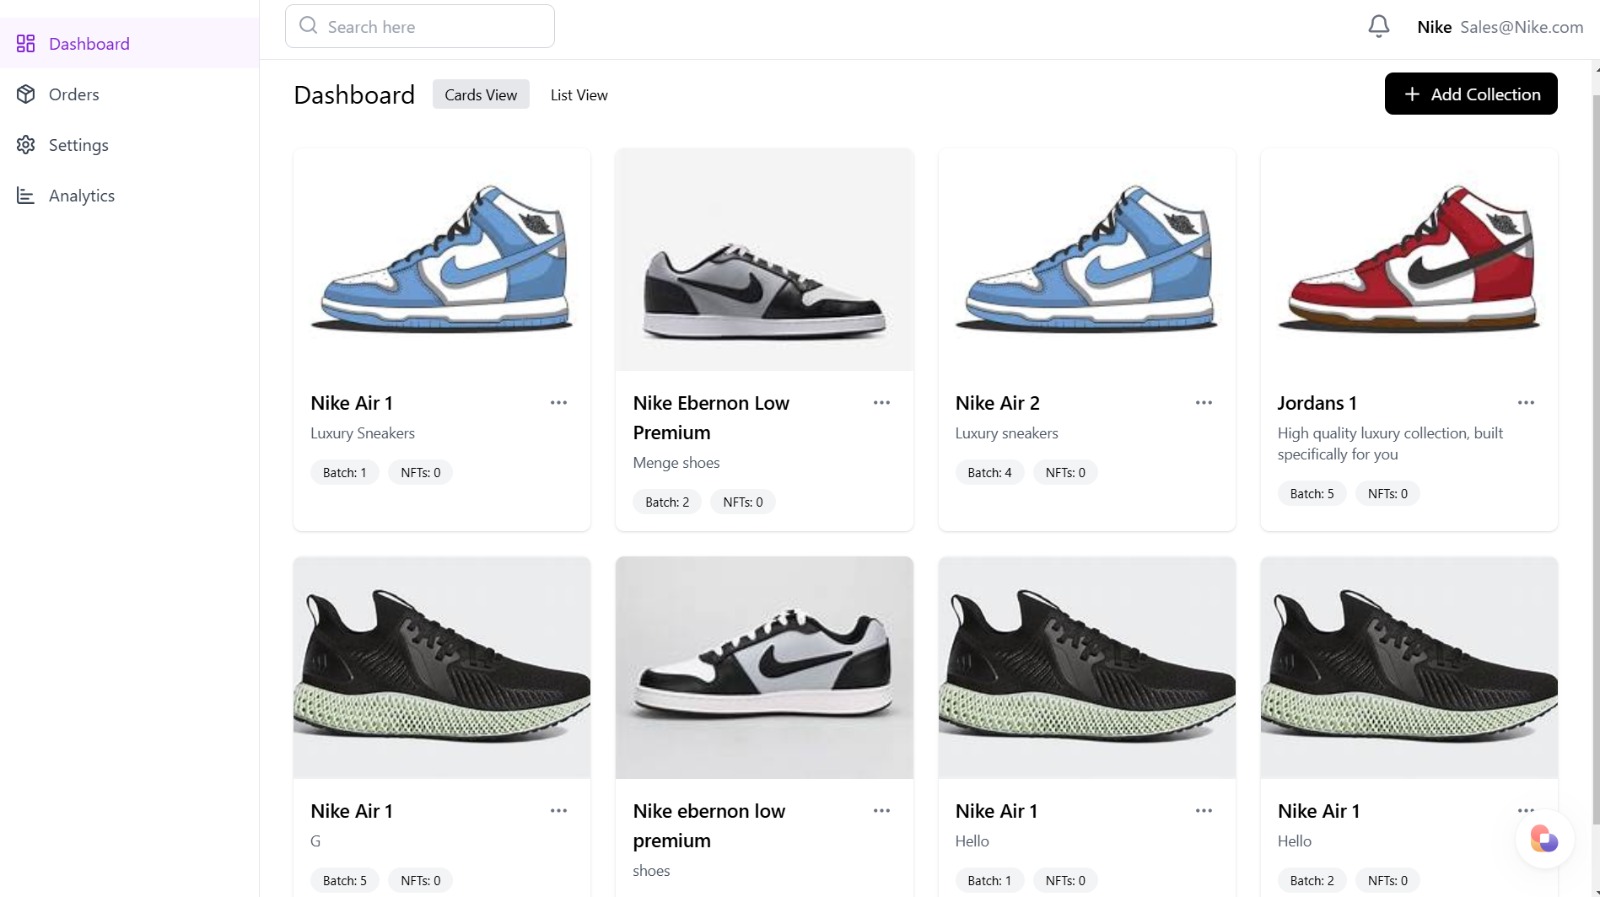 Dashboard
Orders
Settings
Analytics
Search here
Nike Sales@Nike.com
Dashboard Cards View List View
+ Add Collection
Nike Air 1
Luxury Sneakers
Batch: 1 NFTs: 0
Nike Ebernon Low
Premium
Menge shoes
Batch: 2 NFTs: 0
Nike Air 2
Luxury sneakers
Batch: 4 NFTs: 0
Jordans 1
High quality luxury collection, built
specifically for you
Batch: 5 NFTs: 0
Nike Air 1
G
Batch: 5 NFTs: 0
Nike ebernon low
premium
shoes
Nike Air 1
Hello
Batch: 1 NFTs: 0
Nike Air 1
Hello
Batch: 2 NFTs: 0